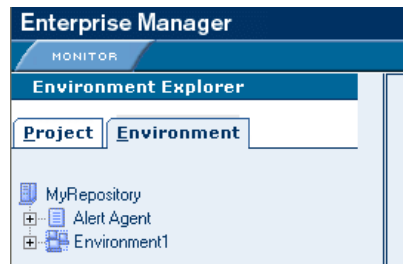 Enterprise Manager
MONITOR
Environment Explorer
Project Environment
MyRepository
Alert Agent
Environment1